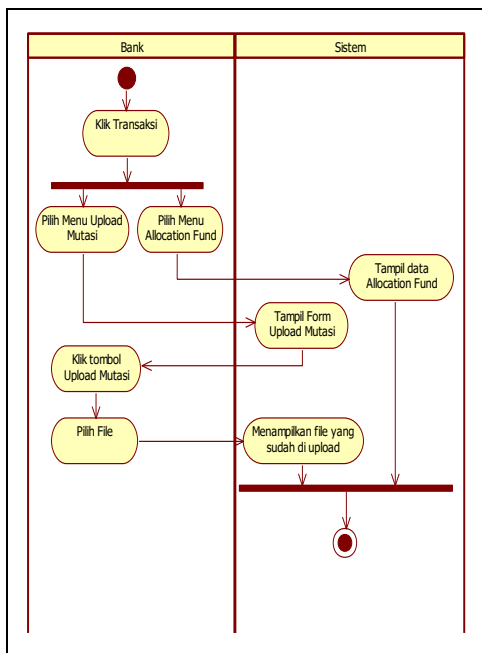 Bank
Sistem
Klik Transaksi
Pilih Menu Upload
Mutasi
Pilih Menu
Allocation Fund
Tampil data
Allocation Fund
Tampil Form
Upload Mutasi
Klik tombol
Upload Mutasi
Pilih File
Menampilkan file yang
sudah di upload